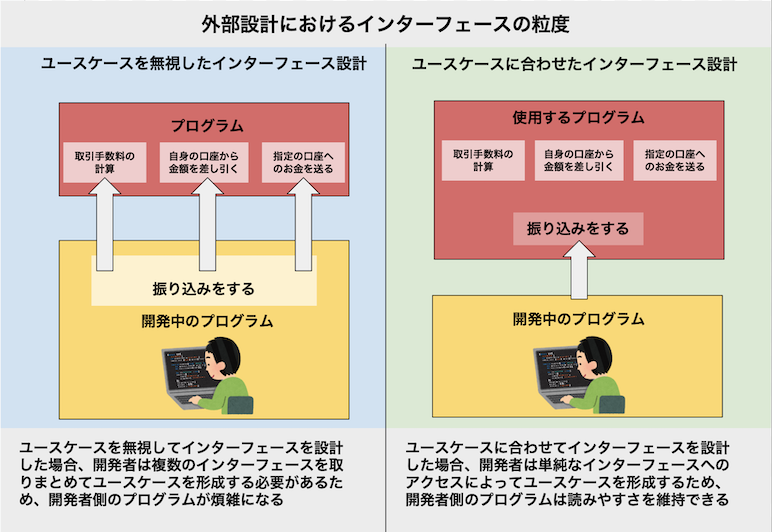 外部設計におけるインターフェースの粒度
ユースケースを無視したインターフェース設計
プログラム
取引手数料の
計算
自身の口座から
金額を差し引く
指定の口座へ
のお金を送る
振り込みをする
開発中のプログラム
ユースケースを無視してインターフェースを設計
した場合、開発者は複数のインターフェースを取
りまとめてユースケースを形成する必要があるた
め、開発者側のプログラムが煩雑になる
ユースケースに合わせたインターフェース設計
使用するプログラム
取引手数料の
計算
自身の口座から
金額を差し引く
指定の口座へ
のお金を送る
振り込みをする
開発中のプログラム
ユースケースに合わせてインターフェースを設計
した場合、開発者は単純なインターフェースへの
アクセスによってユースケースを形成するため、
開発者側のプログラムは読みやすさを維持できる